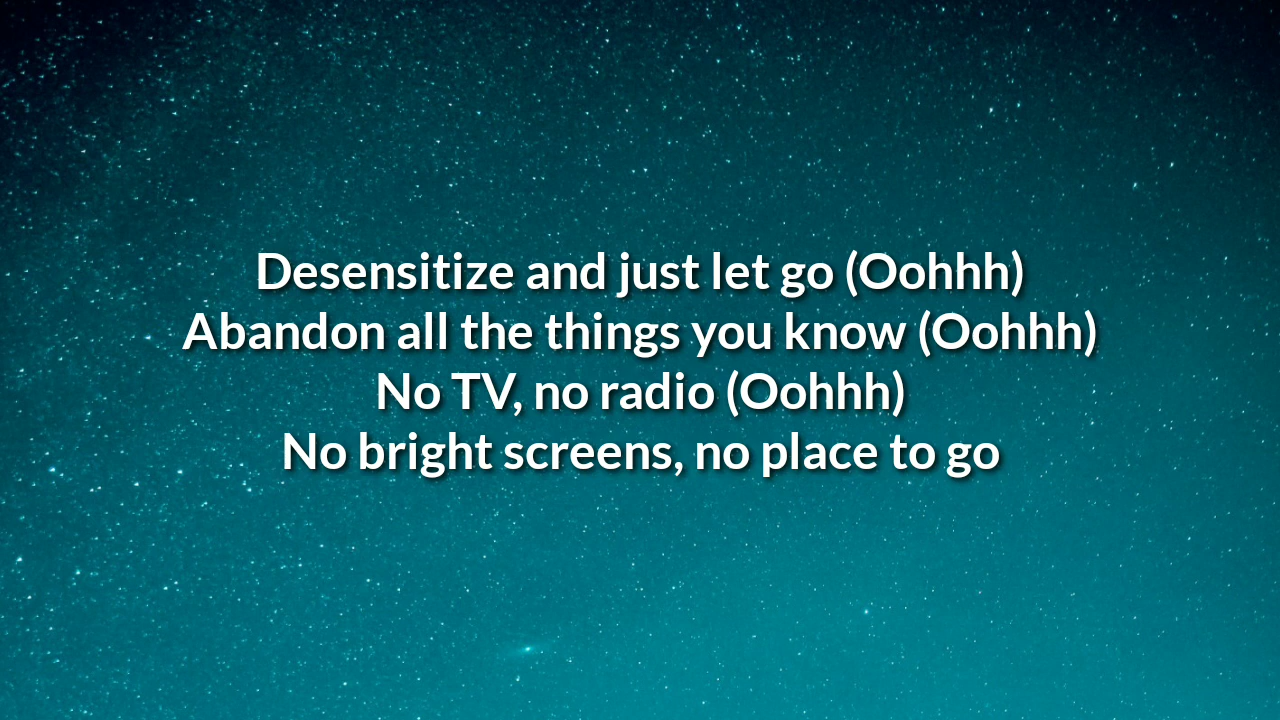 Desensitize and just let go (Oohhh)
Abandon all the things you know (Oohhh)
No TV, no radio (Oohhh)
No bright screens, no place to go